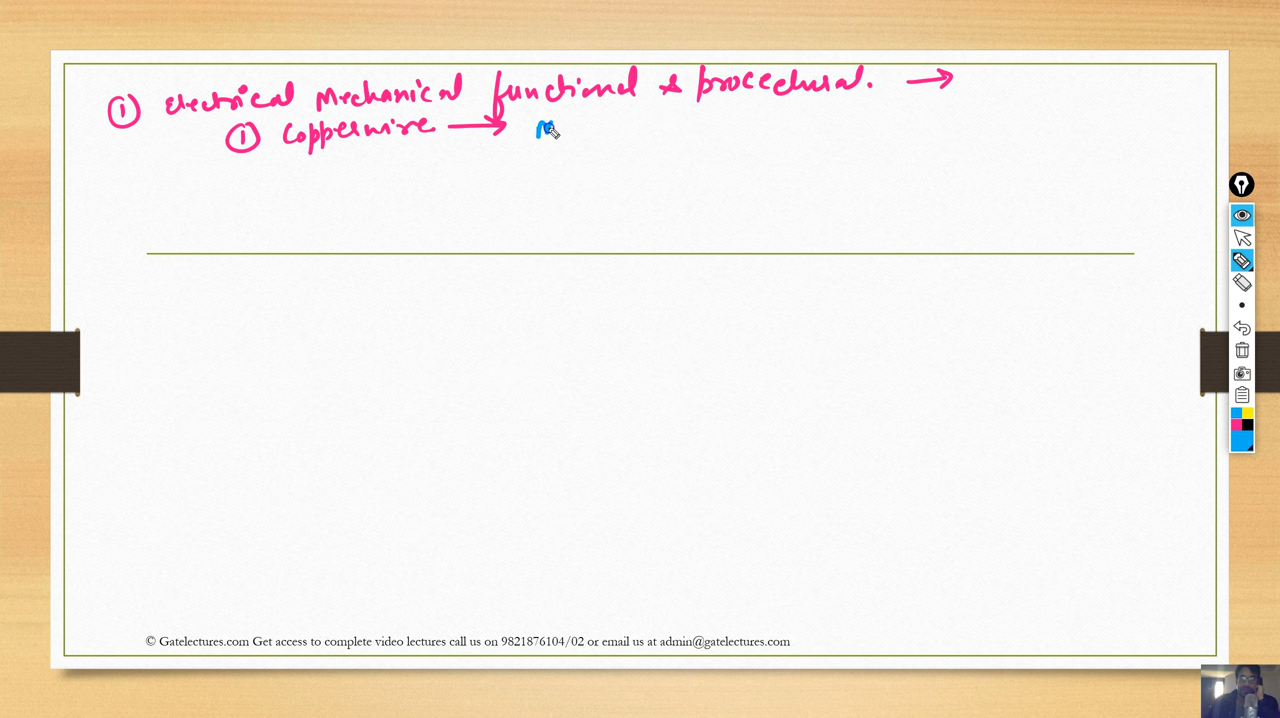 ① Electrical Mechanical functional & procedural. →
① Copperwire →
© Gatelectures.com Get access to complete video lectures call us on 9821876104/02 or email us at admin@gatelectures.com